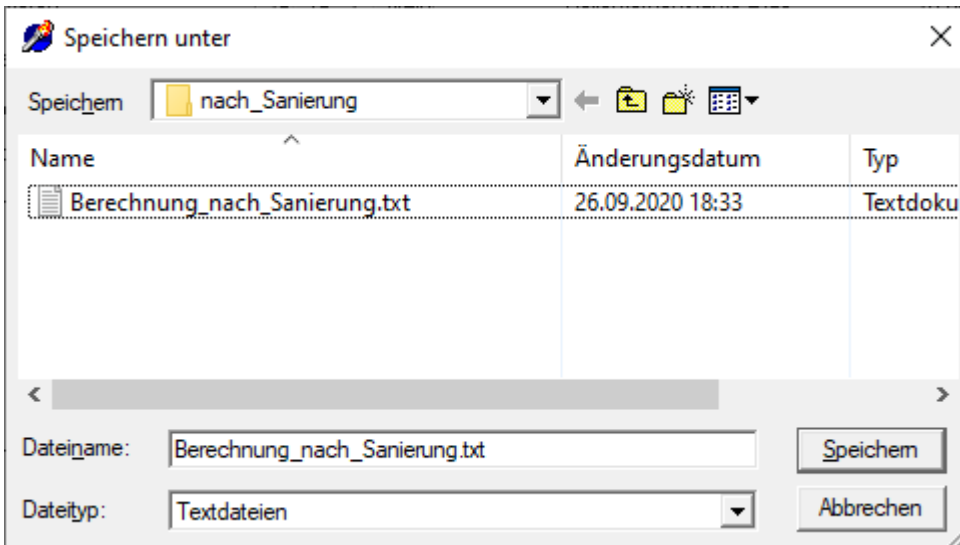 Speichern unter
Speichern nach_Sanierung
Name Änderungsdatum Typ
Berechnung_nach_Sanierung.txt 26.09.2020 18:33 Textdoku
Dateiname: Berechnung_nach_Sanierung.txt Speichern
Dateityp: Textdateien Abbrechen